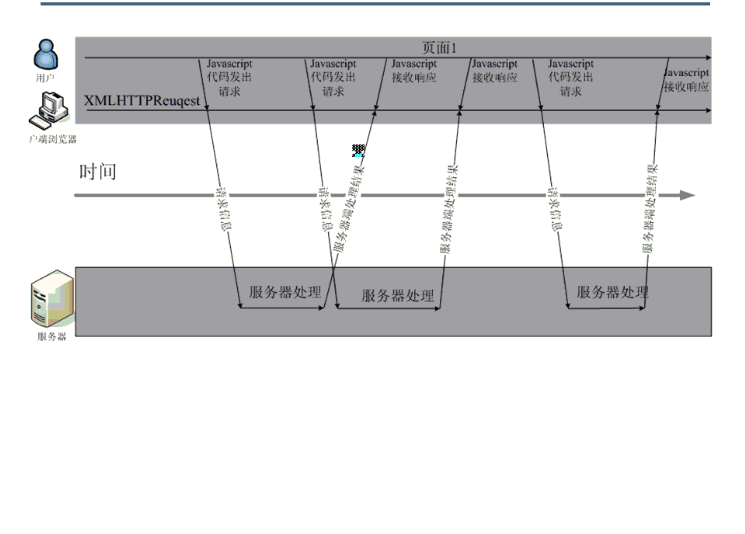 页面1
用户
Javascript
代码发出
请求
Javascript
代码发出
请求
Javascript
接收响应
Javascript
接收响应
Javascript
代码发出
请求
Javascript
接收响应
XMLHTTPReuqest
户端浏览器
时间
请求信息
请求信息
服务器端处理结果
服务器端处理结果
请求信息
服务器端处理结果
服务器处理
服务器处理
服务器处理
服务器